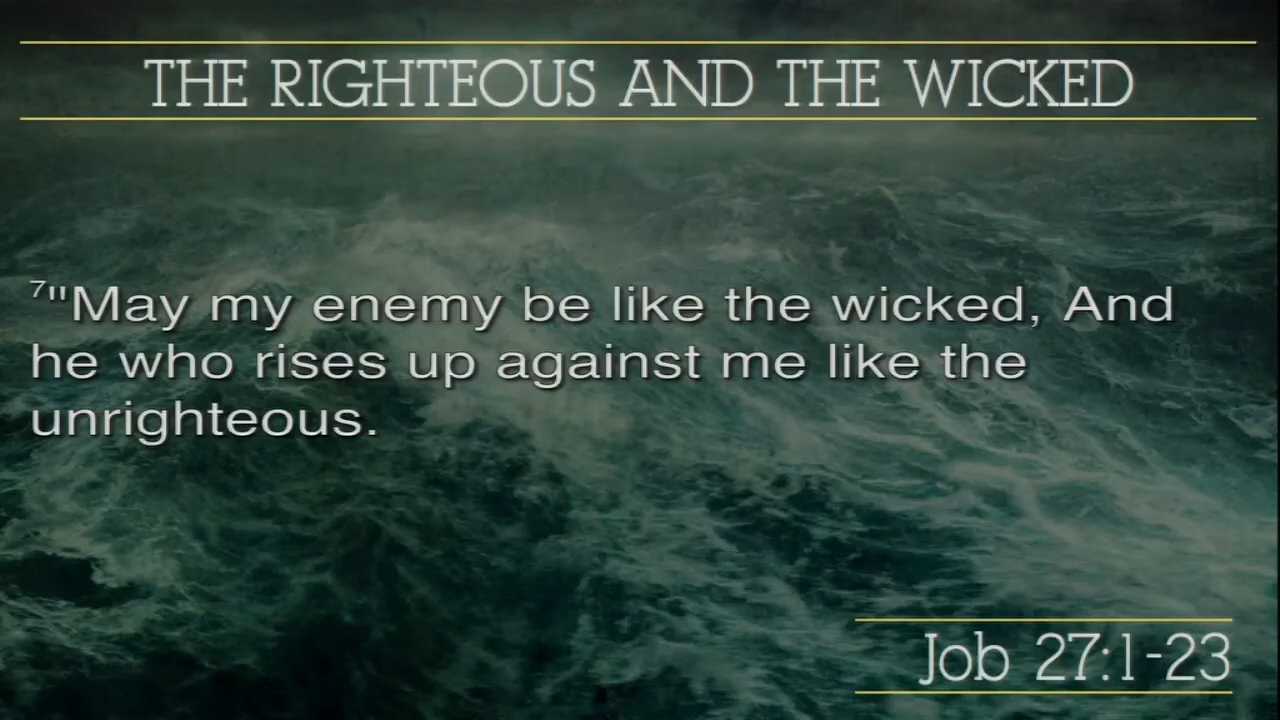 THE RIGHTEOUS AND THE WICKED
⁷"May my enemy be like the wicked, And
he who rises up against me like the
unrighteous.
Job 27:1-23